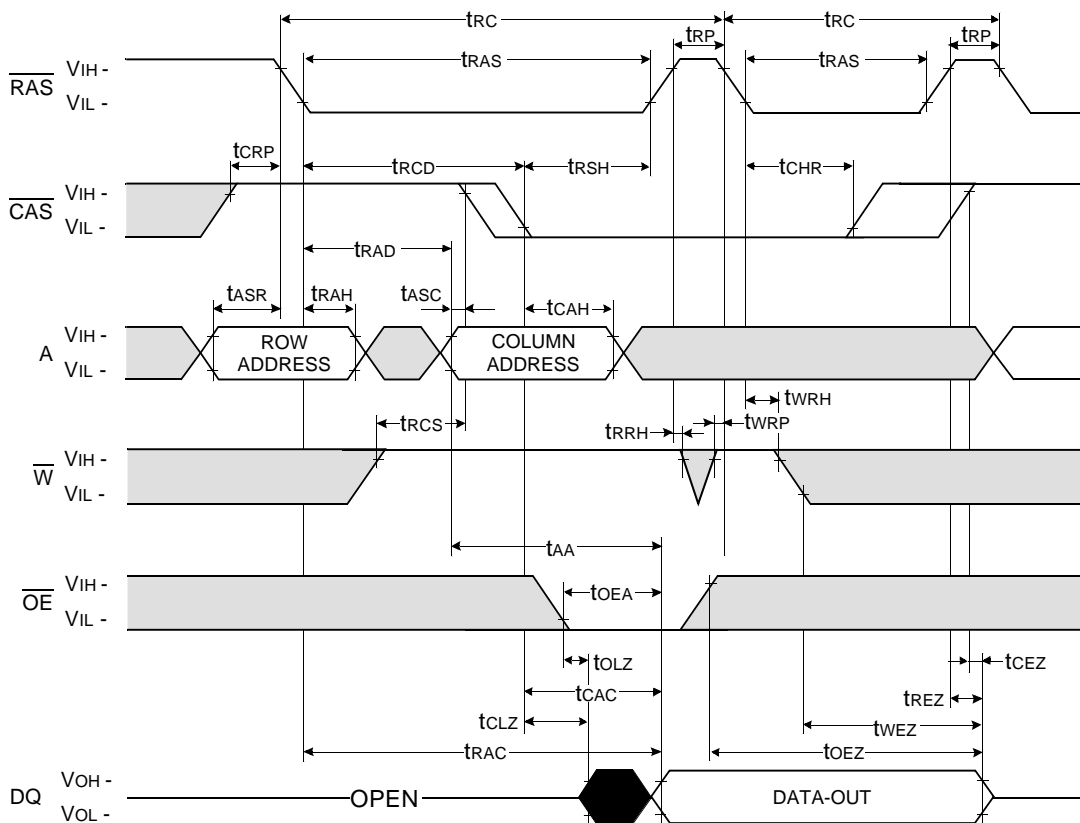 tRC tRC
tRP tRP
tRAS tRAS
RAS VIH -
VIL -
tCRP tRCD tRSH tCHR
CAS VIH -
VIL -
tRAD
tASR tRAH tASC tCAH
A VIH -
VIL -
ROW
ADDRESS
COLUMN
ADDRESS
tWRH
tRCS tRRH tWRP
W VIH -
VIL -
tAA
OE VIH -
VIL -
tOEA
tOLZ tCEZ
tCAC tREZ
tCLZ tWEZ
tRAC tOEZ
DQ VOH -
VOL -
OPEN DATA-OUT